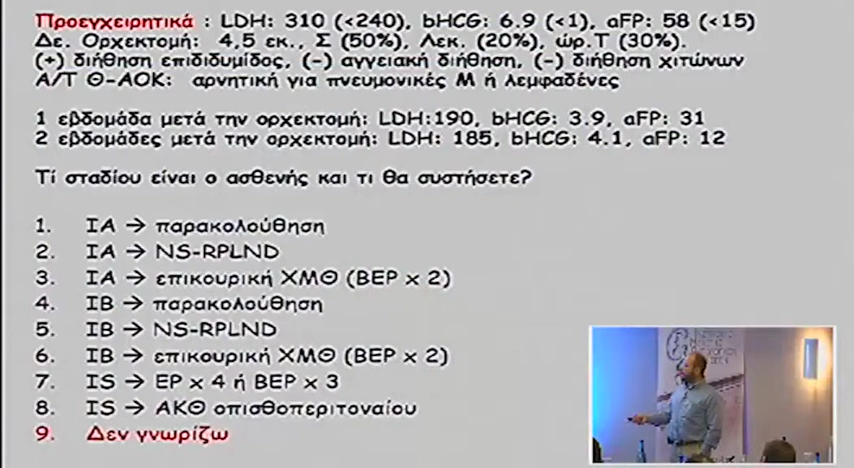 Προεγχειρητικά : LDH: 310 (<240), bHCG: 6.9 (<1), aFP: 58 (<15)
Δε. Ορχεκτομή: 4,5 εκ., Σ (50%), Λεκ. (20%), ώρ.Τ (30%).
(+) διήθηση επιδιδυμίδος, (-) αγγειακή διήθηση, (-) διήθηση χιτώνων
Α/Τ Θ-ΑΟΚ: αρνητική για πνευμονικές Μ ή λεμφαδένες
1 εβδομάδα μετά την ορχεκτομή: LDH:190, bHCG: 3.9, aFP: 31
2 εβδομάδες μετά την ορχεκτομή: LDH: 185, bHCG: 4.1, aFP: 12
Τί σταδίου είναι ο ασθενής και τι θα συστήσετε?
1. IA → παρακολούθηση
2. IA → NS-RPLND
3. IA → επικουρική ΧΜΘ (BEP x 2)
4. IB → παρακολούθηση
5. IB → NS-RPLND
6. IB → επικουρική ΧΜΘ (BEP x 2)
7. IS → EP x 4 ή BEP x 3
8. IS → ΑΚΘ οπισθοπεριτοναίου
9. Δεν γνωρίζω